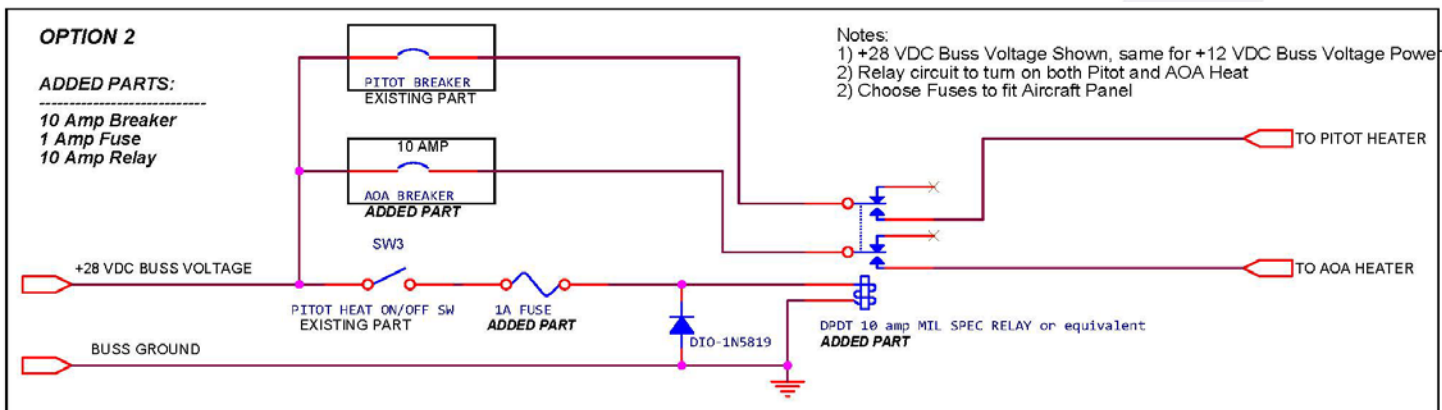 OPTION 2
ADDED PARTS:
---------------------------
10 Amp Breaker
1 Amp Fuse
10 Amp Relay
PITOT BREAKER
EXISTING PART
10 AMP
AOA BREAKER
ADDED PART
Notes:
1) +28 VDC Buss Voltage Shown, same for +12 VDC Buss Voltage Power
2) Relay circuit to turn on both Pitot and AOA Heat
2) Choose Fuses to fit Aircraft Panel
TO PITOT HEATER
TO AOA HEATER
+28 VDC BUSS VOLTAGE
SW3
PITOT HEAT ON/OFF SW
EXISTING PART
1A FUSE
ADDED PART
DIO-1N5819
DPDT 10 amp MIL SPEC RELAY or equivalent
ADDED PART
BUSS GROUND